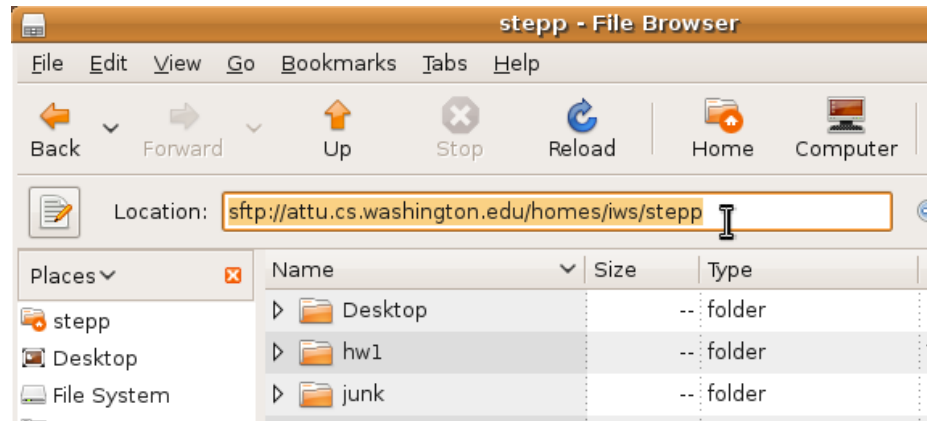 stepp - File Browser
File Edit View Go Bookmarks Tabs Help
Back Forward Up Stop Reload Home Computer
Location: sftp://attu.cs.washington.edu/homes/iws/stepp
Places Name Size Type
stepp Desktop -- folder
Desktop hw1 -- folder
File System junk -- folder